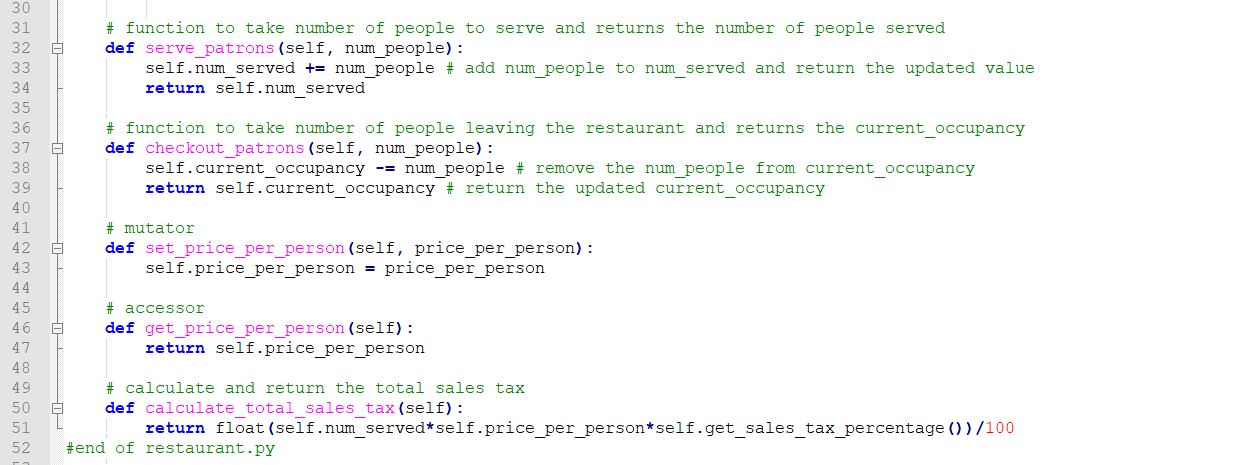 30
31 # function to take number of people to serve and returns the number of people served
32 def serve_patrons(self, num_people):
33 self.num_served += num_people # add num_people to num_served and return the updated value
34 return self.num_served
35
36 # function to take number of people leaving the restaurant and returns the current_occupancy
37 def checkout_patrons(self, num_people):
38 self.current_occupancy -= num_people # remove the num_people from current_occupancy
39 return self.current_occupancy # return the updated current_occupancy
40
41 # mutator
42 def set_price_per_person(self, price_per_person):
43 self.price_per_person = price_per_person
44
45 # accessor
46 def get_price_per_person(self):
47 return self.price_per_person
48
49 # calculate and return the total sales tax
50 def calculate_total_sales_tax(self):
51 return float(self.num_served*self.price_per_person*self.get_sales_tax_percentage())/100
52 #end of restaurant.py